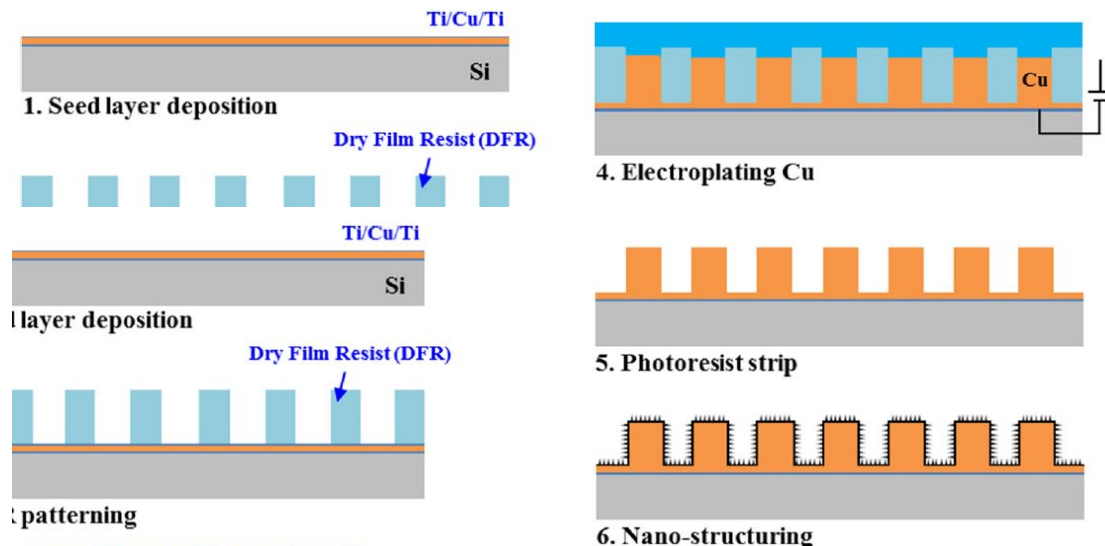 Ti/Cu/Ti
Si
1. Seed layer deposition
Dry Film Resist (DFR)
Ti/Cu/Ti
Si
layer deposition
Dry Film Resist (DFR)
patterning
Cu
4. Electroplating Cu
5. Photoresist strip
6. Nano-structuring